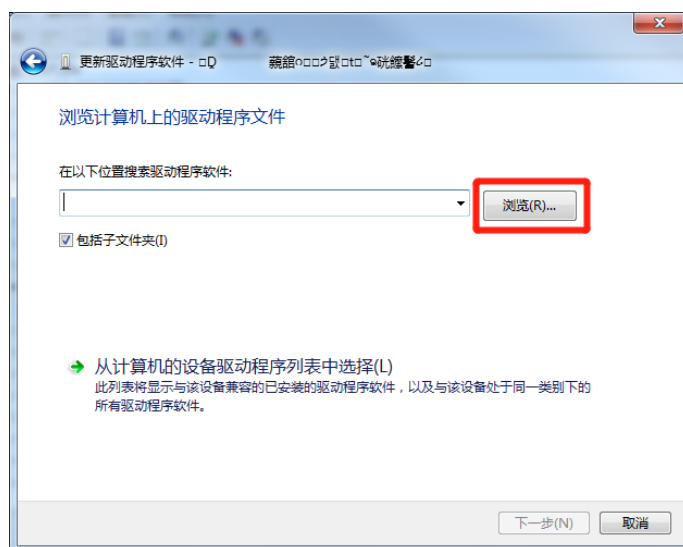 更新驱动程序软件 -
浏览计算机上的驱动程序文件
在以下位置搜索驱动程序软件:
浏览(R)...
包括子文件夹(I)
从计算机的设备驱动程序列表中选择(L)
此列表将显示与该设备兼容的已安装的驱动程序软件，以及与该设备处于同一类别下的
所有驱动程序软件。
下一步(N)
取消